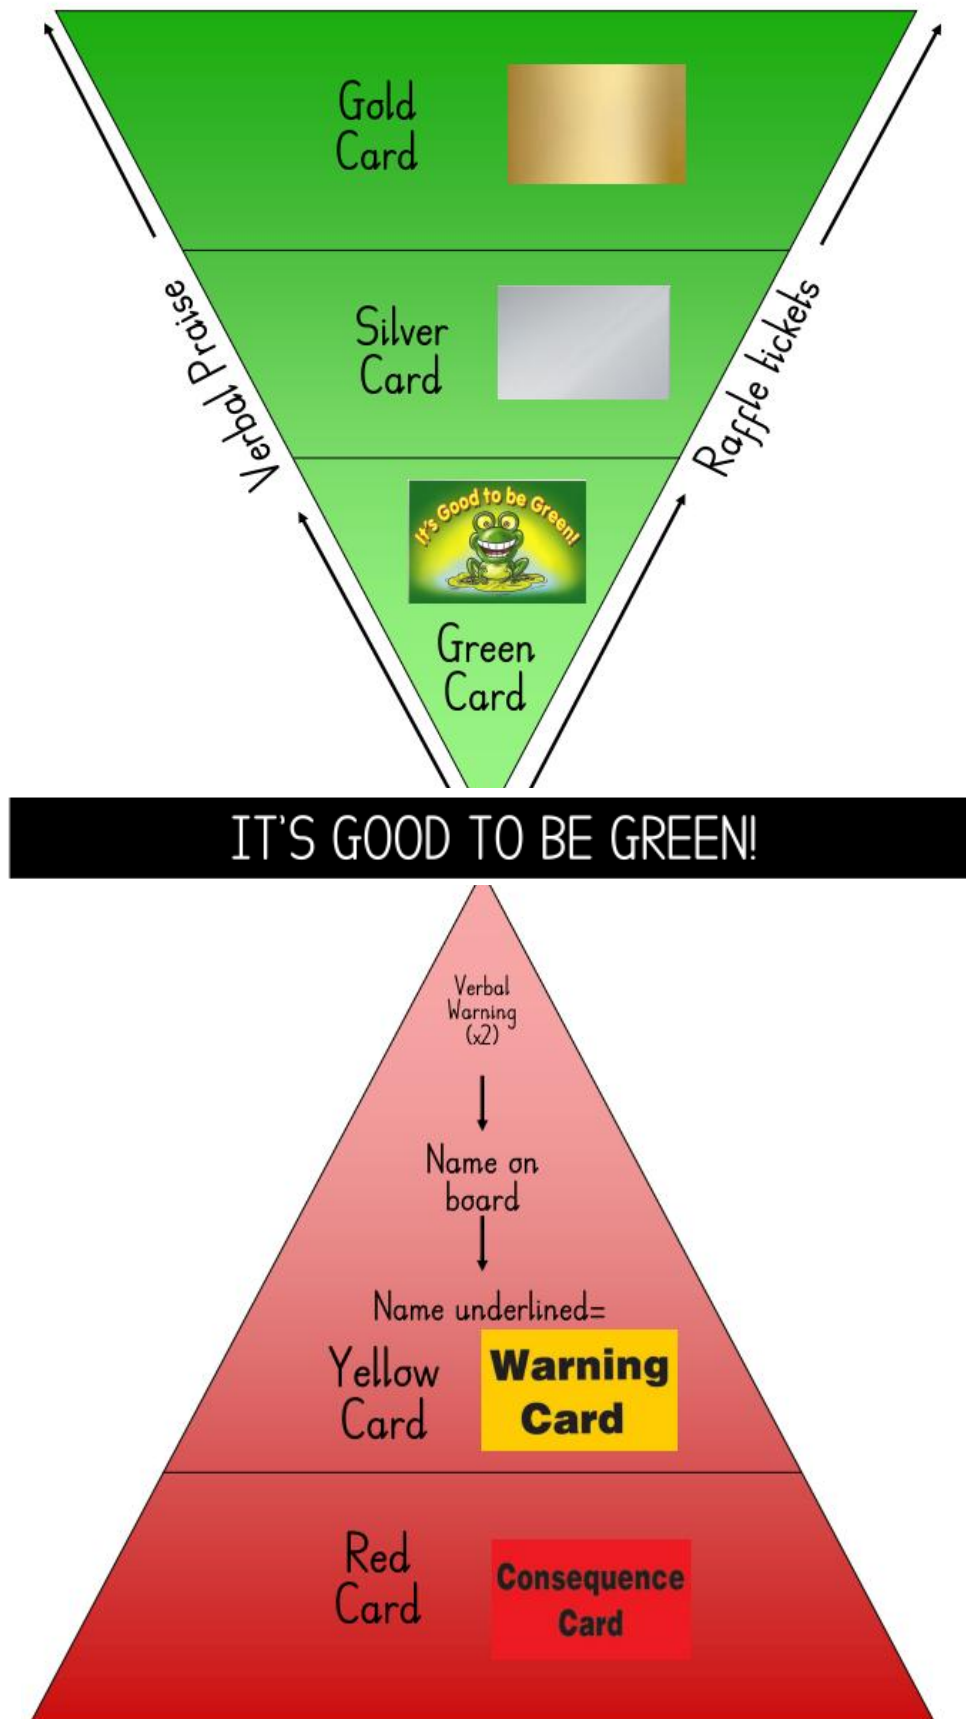 Gold
Card
Silver
Card
Verbal Praise
Raffle tickets
It's Good to be Green!
Green
Card
IT'S GOOD TO BE GREEN!
Verbal
Warning
(x2)
Name on
board
Name underlined=
Yellow
Card
Warning
Card
Red
Card
Consequence
Card